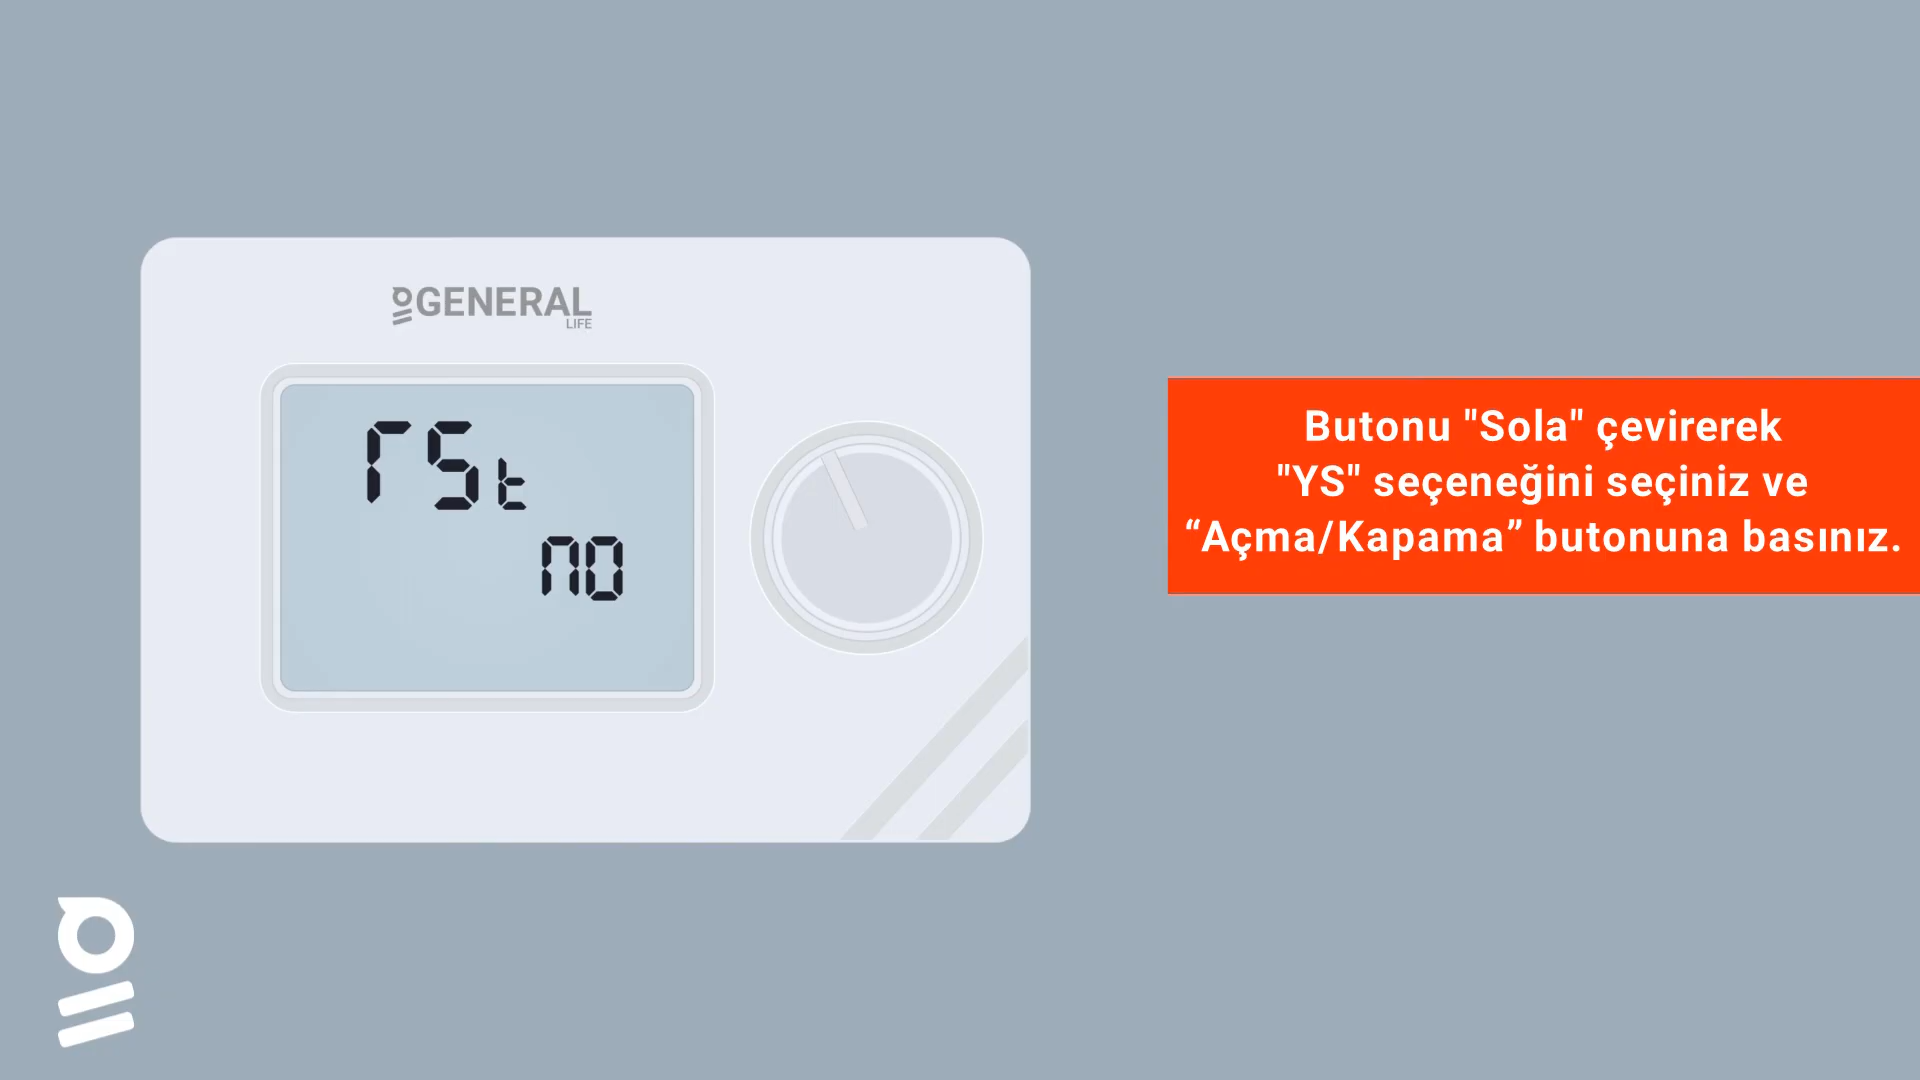 GENERAL
LIFE
rSt
no
Butonu "Sola" çevirerek
"YS" seçeneğini seçiniz ve
“Açma/Kapama” butonuna basınız.